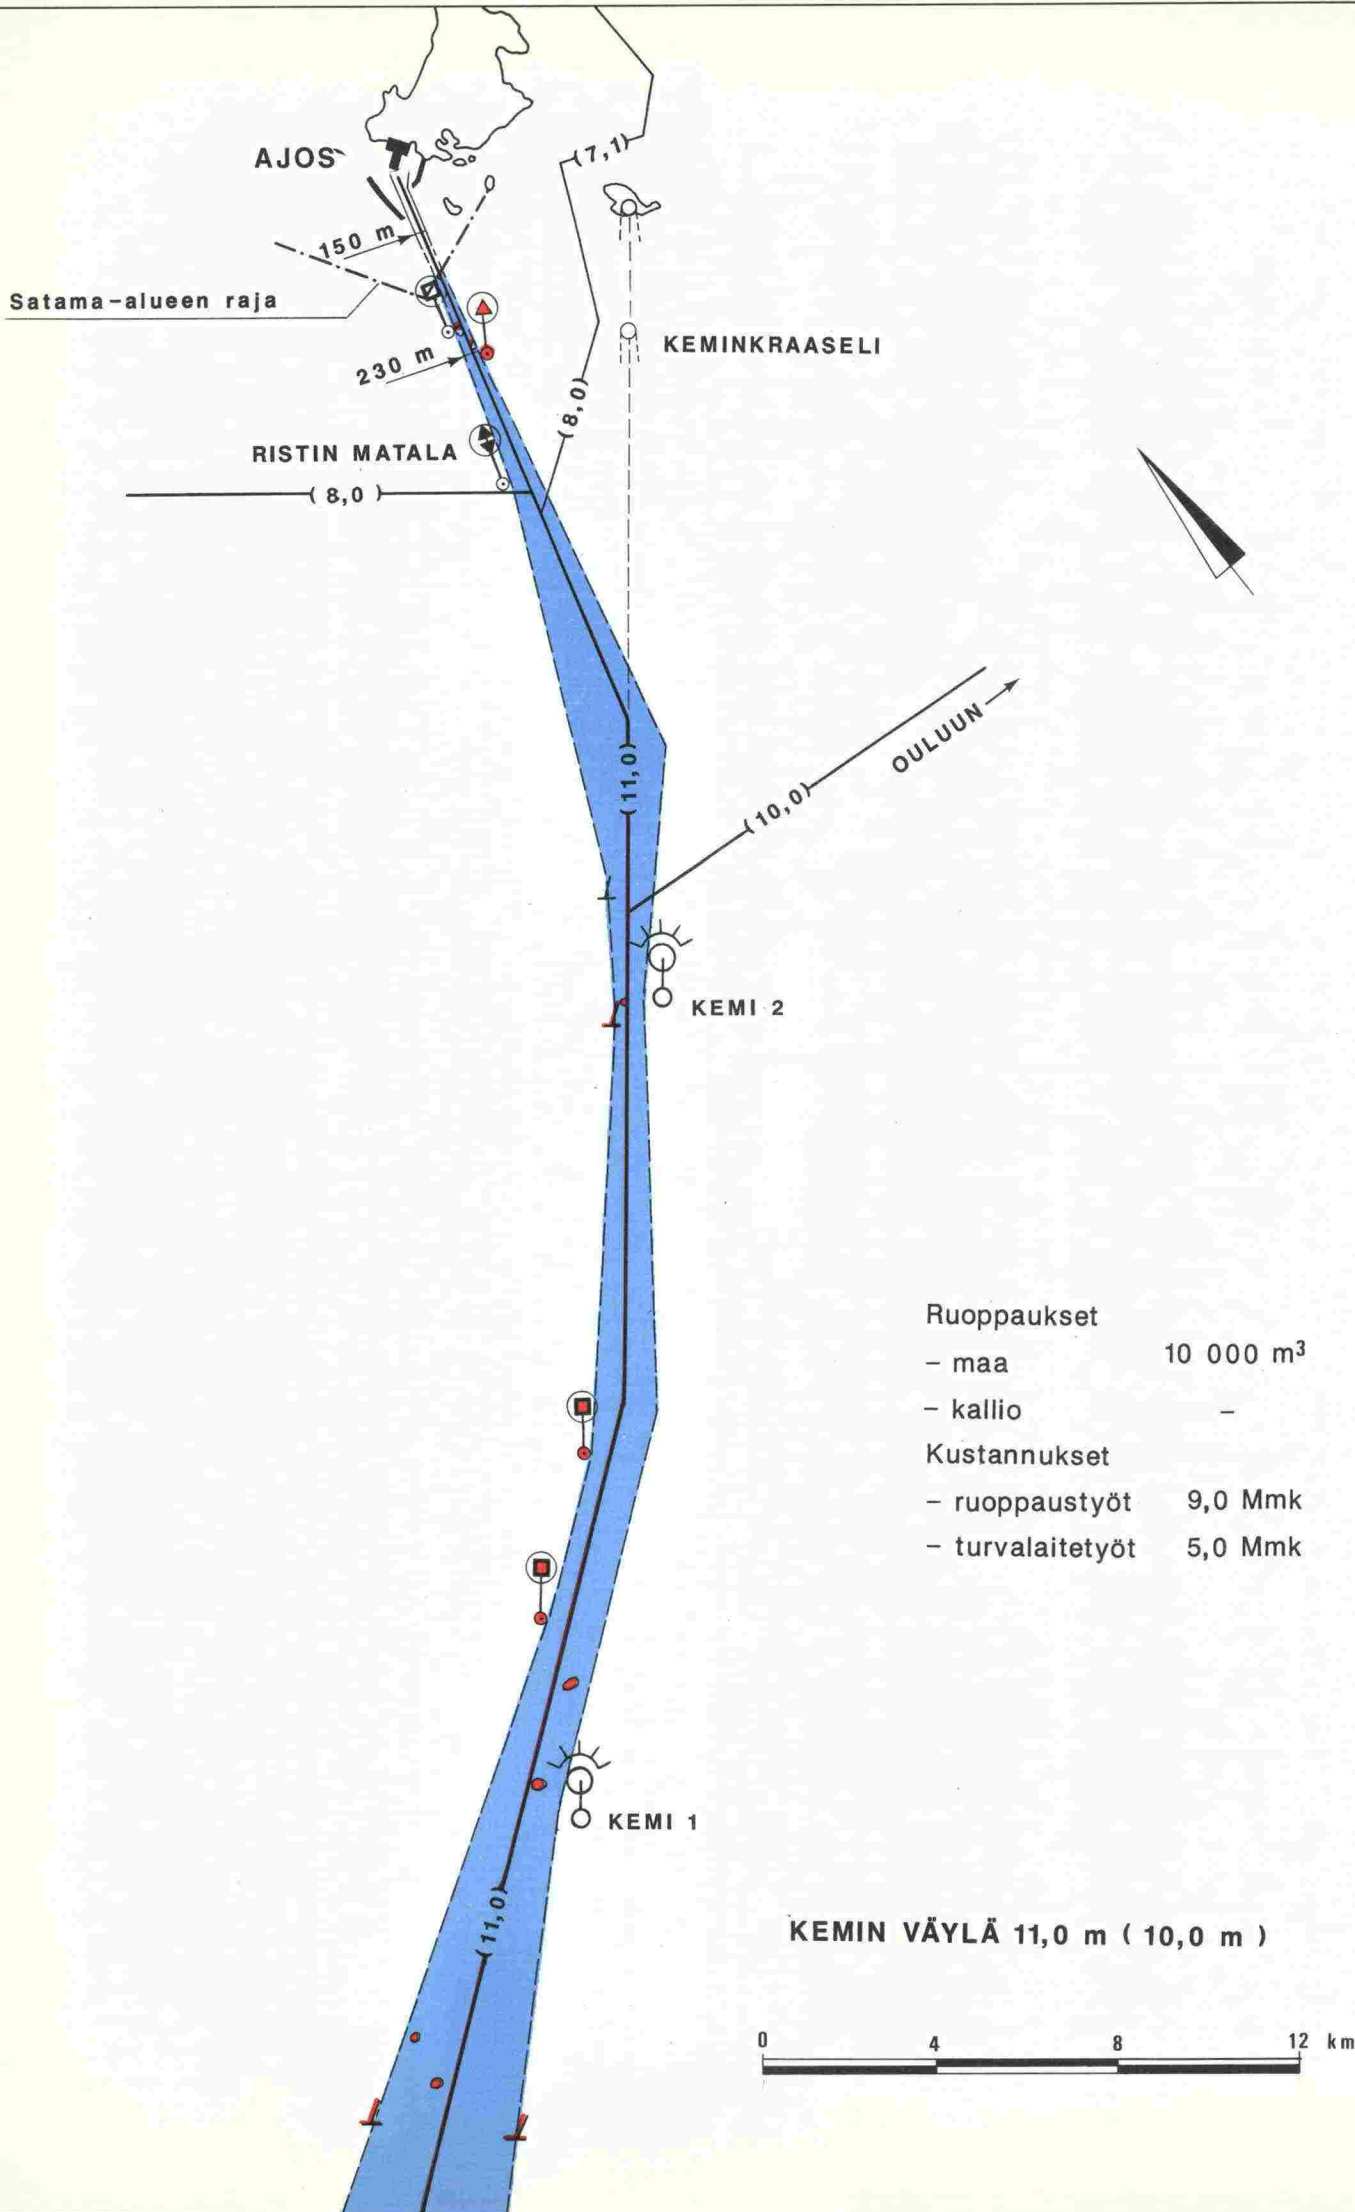 AJOS
(7,1)
150 m
Satama-alueen raja
KEMINKRAASELI
230 m
(8,0)
RISTIN MATALA
(8,0)
OULUUN
(11,0)
(10,0)
KEMI 2
Ruoppaukset
- maa 10 000 m³
- kallio -
Kustannukset
- ruoppaustyöt 9,0 Mmk
- turvalaitetyöt 5,0 Mmk
KEMI 1
(11,0)
KEMIN VÄYLÄ 11,0 m (10,0 m)
0 4 8 12 km